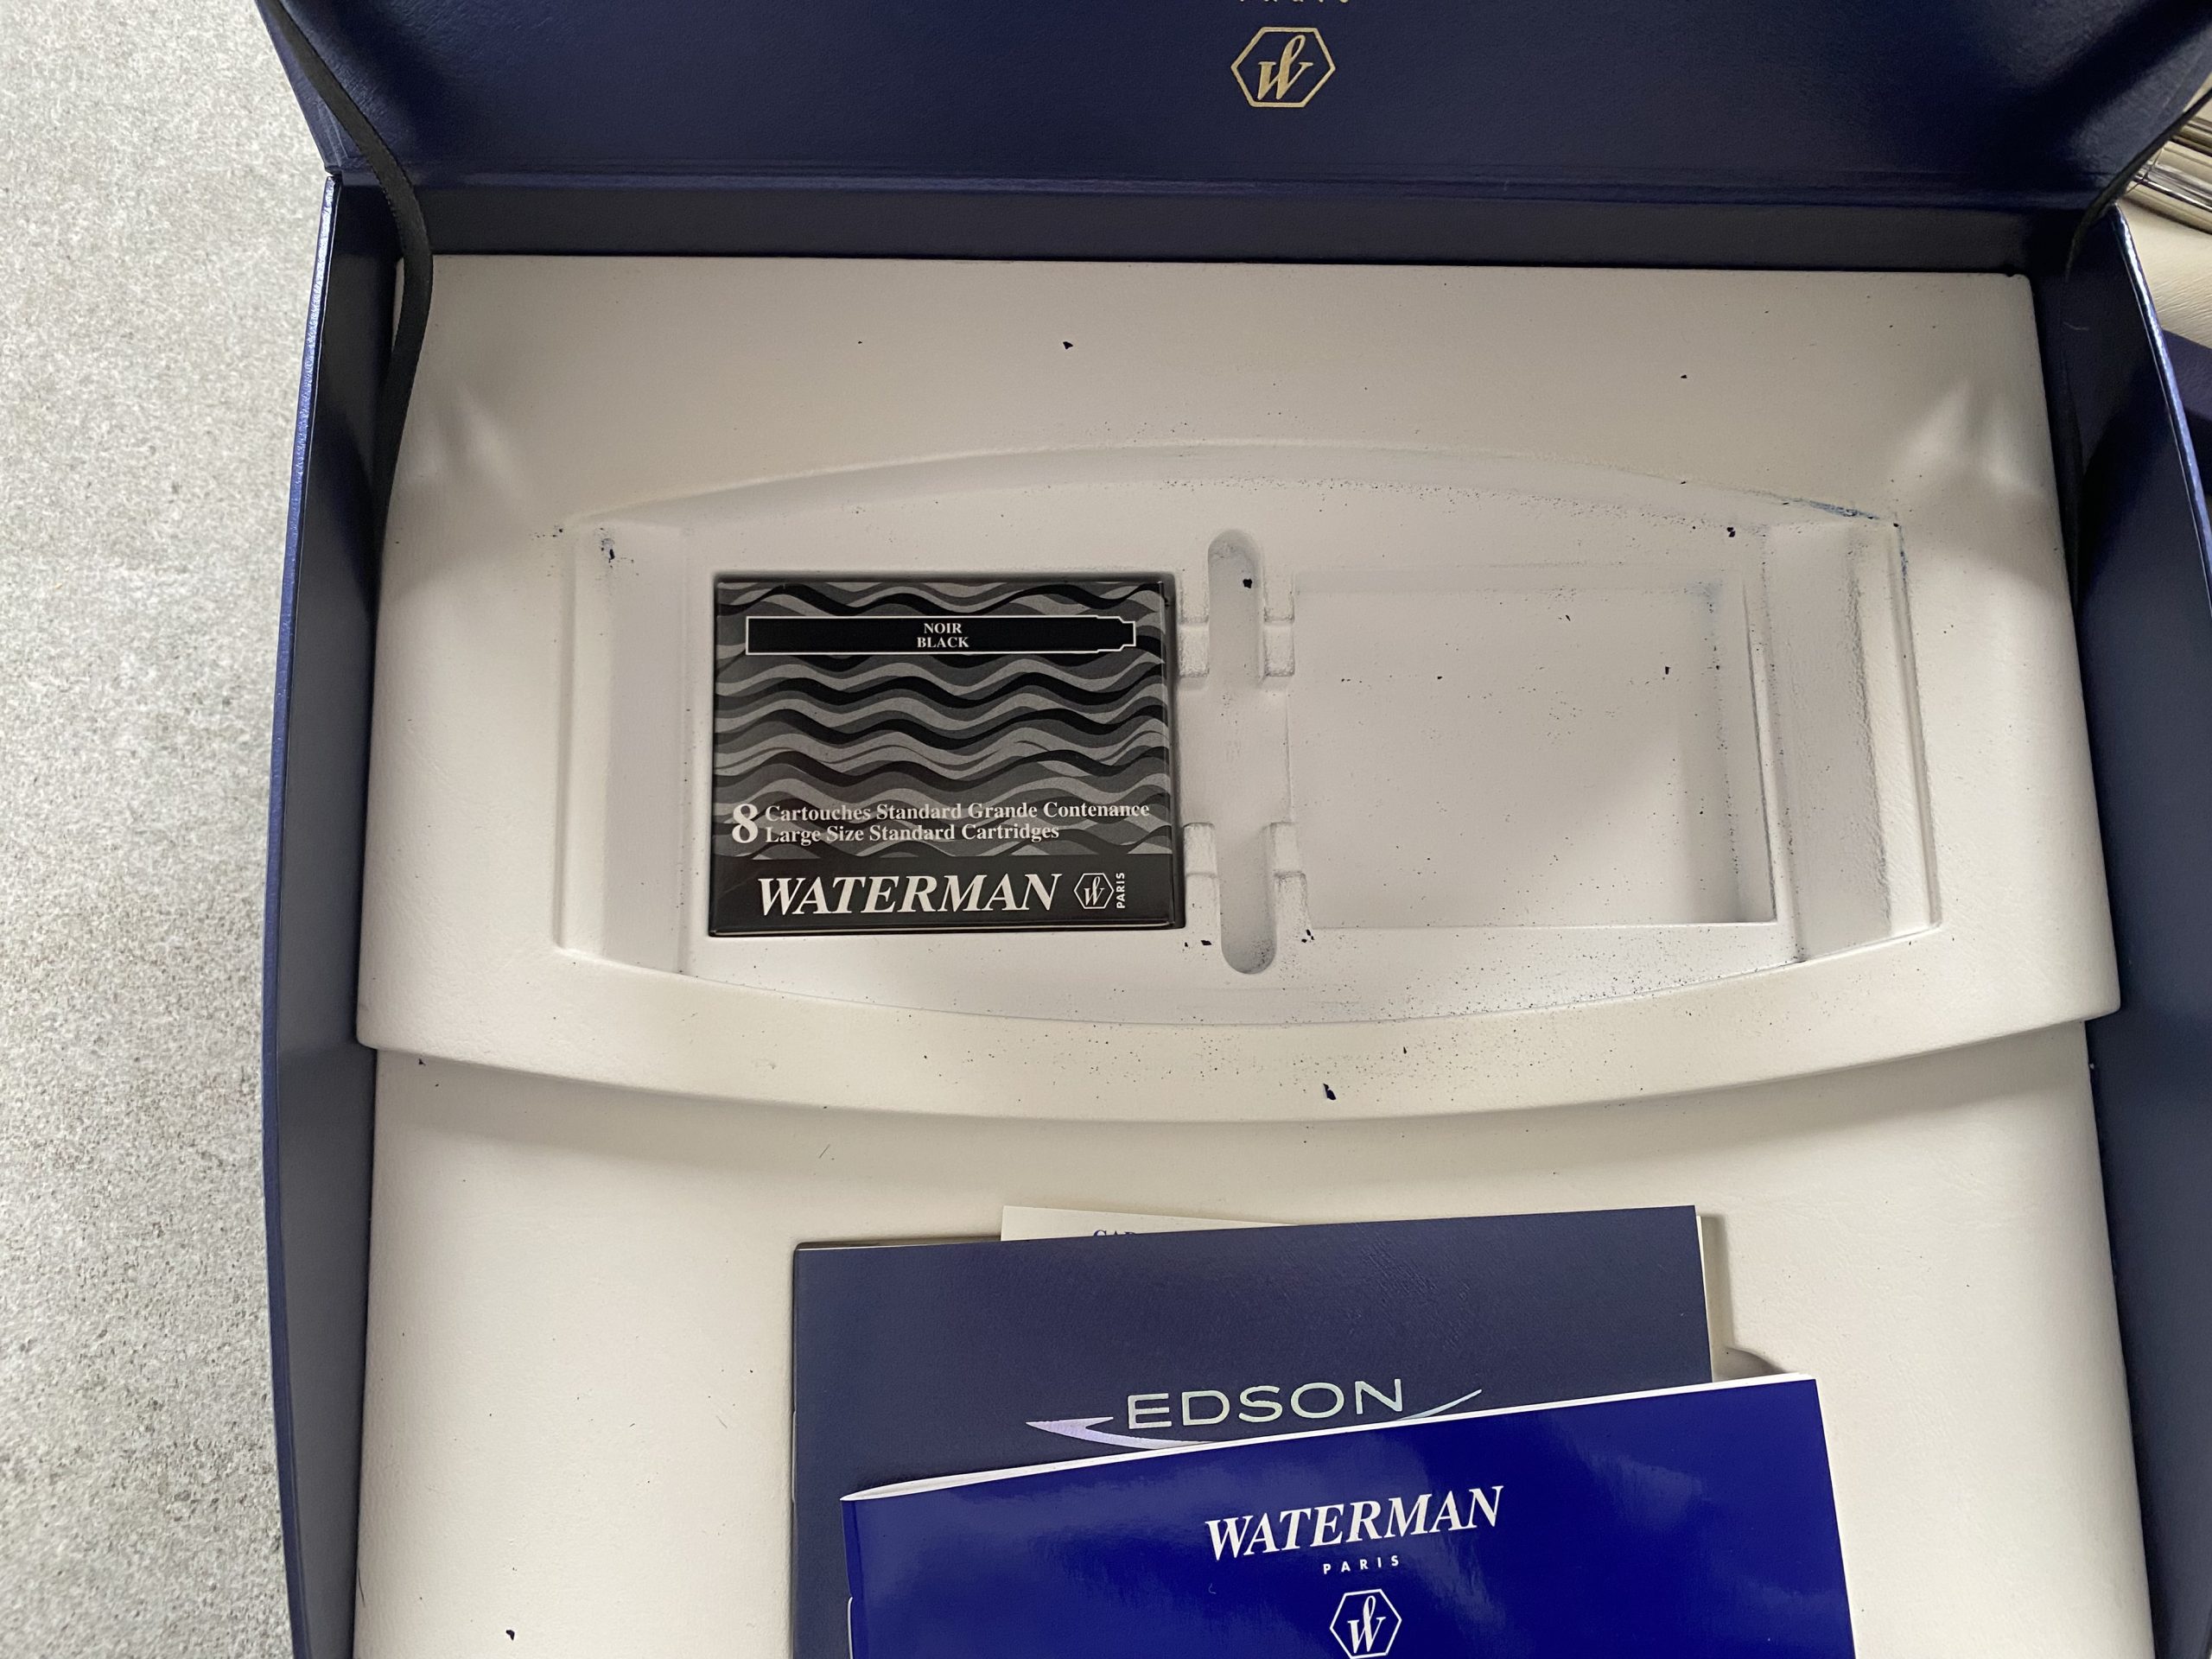 NOIR
BLACK
8 Cartouches Standard Grande Contenance
Large Size Standard Cartridges
WATERMAN PARIS
EDSON
WATERMAN
PARIS